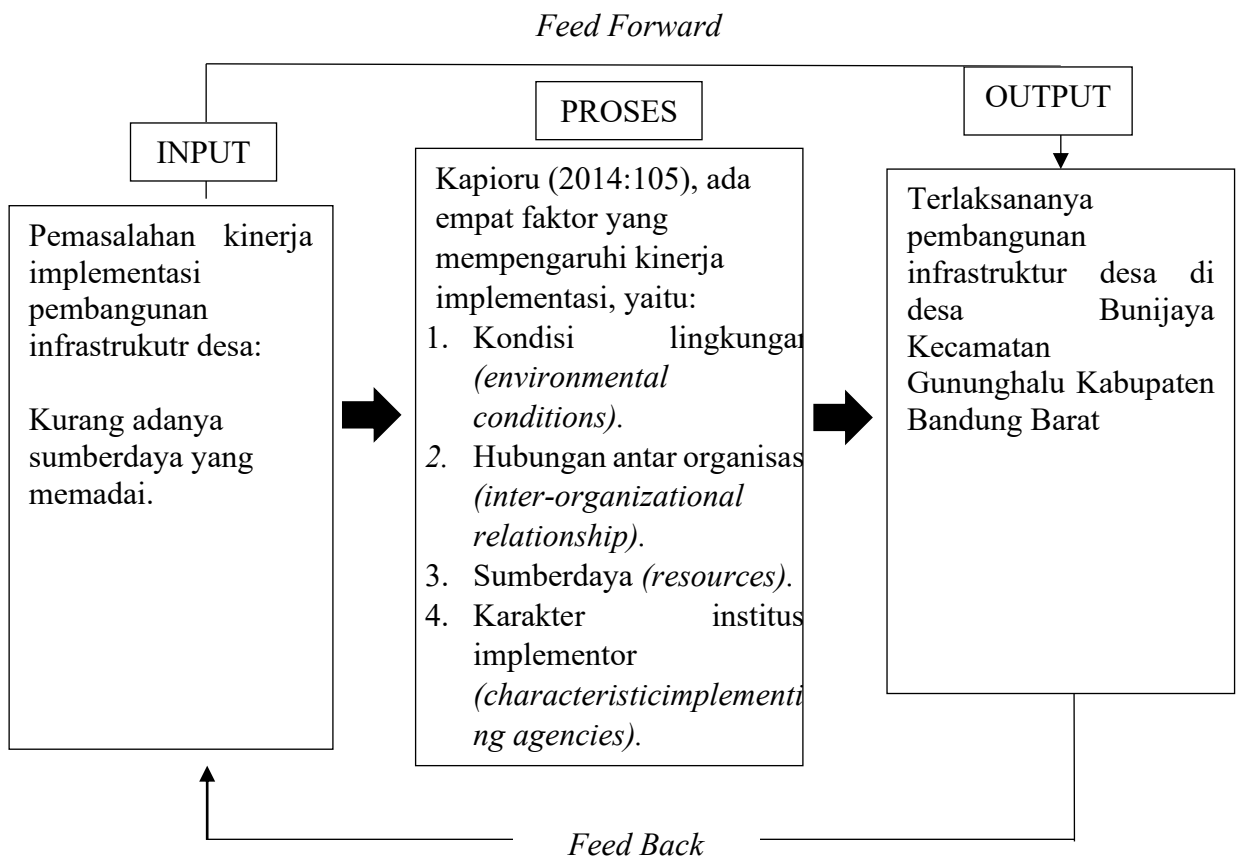 Feed Forward
INPUT
Pemasalahan kinerja
implementasi
pembangunan
infrastrukutr desa:
Kurang adanya
sumberdaya yang
memadai.
PROSES
Kapioru (2014:105), ada
empat faktor yang
mempengaruhi kinerja
implementasi, yaitu:
1. Kondisi lingkungan
(environmental
conditions).
2. Hubungan antar organisas
(inter-organizational
relationship).
3. Sumberdaya (resources).
4. Karakter institus
implementor
(characteristicimplementi
ng agencies).
OUTPUT
Terlaksananya
pembangunan
infrastruktur desa di
desa Bunijaya
Kecamatan
Gununghalu Kabupaten
Bandung Barat
Feed Back